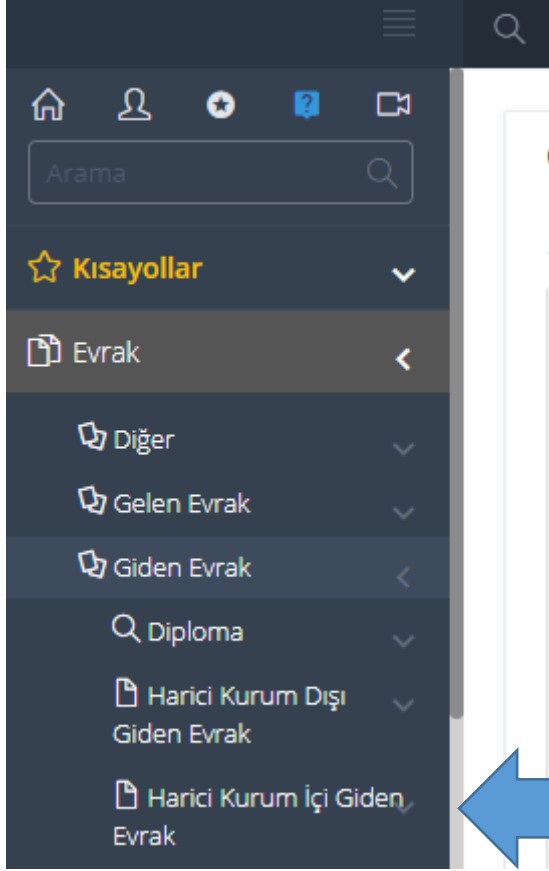 Arama
Kısayollar
Evrak
Diğer
Gelen Evrak
Giden Evrak
Diploma
Harici Kurum Dışı
Giden Evrak
Harici Kurum İçi Giden
Evrak